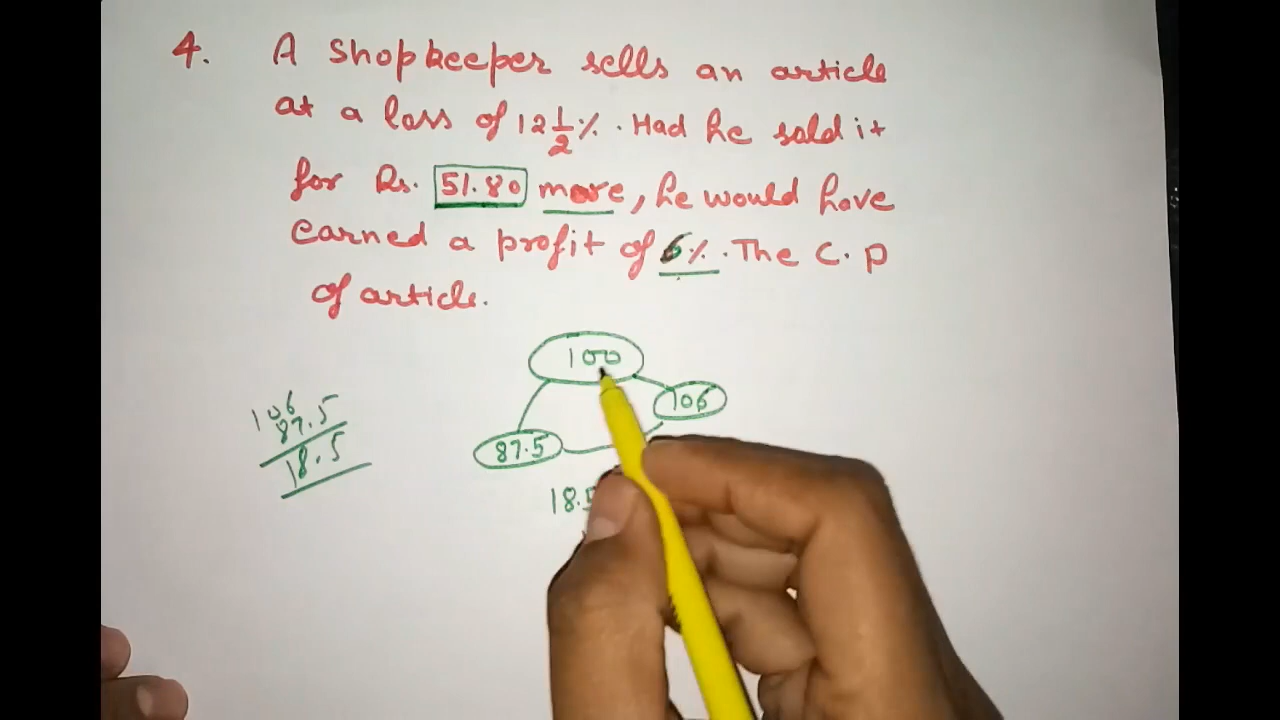 4. A shopkeeper sells an article
at a loss of 12 1/2 %. Had he sold it
for Rs. 51.80 more, he would have
earned a profit of 6%. The C.P
of article.
100
106
87.5
106
87.5
18.5
18.5